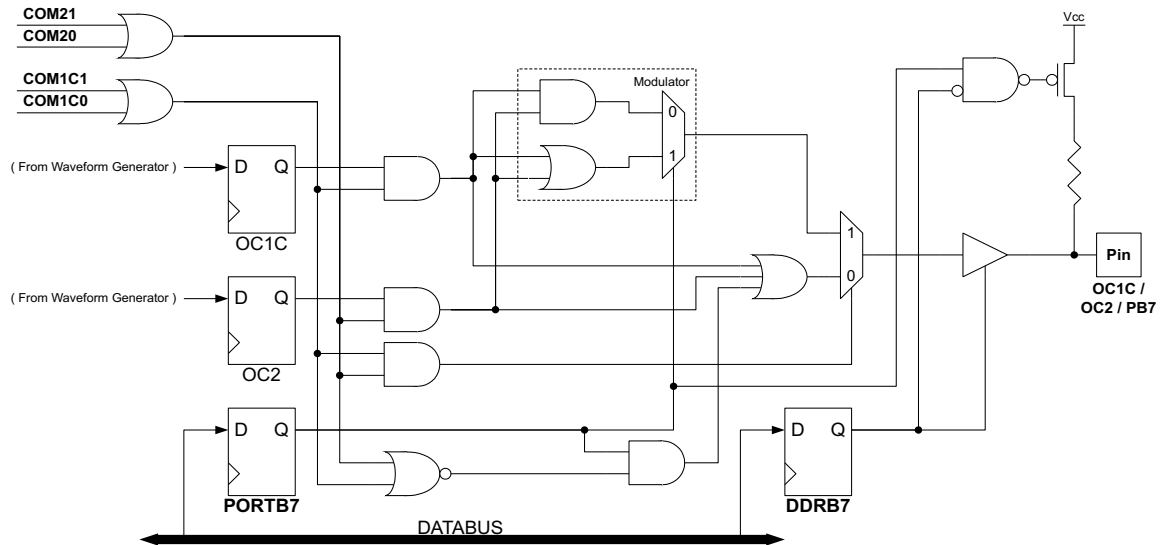 COM21
COM20
COM1C1
COM1C0
Vcc
Modulator
0
1
( From Waveform Generator )
D Q
OC1C
1
0
Pin
OC1C /
OC2 / PB7
( From Waveform Generator )
D Q
OC2
D Q
PORTB7
D Q
DDRB7
DATABUS